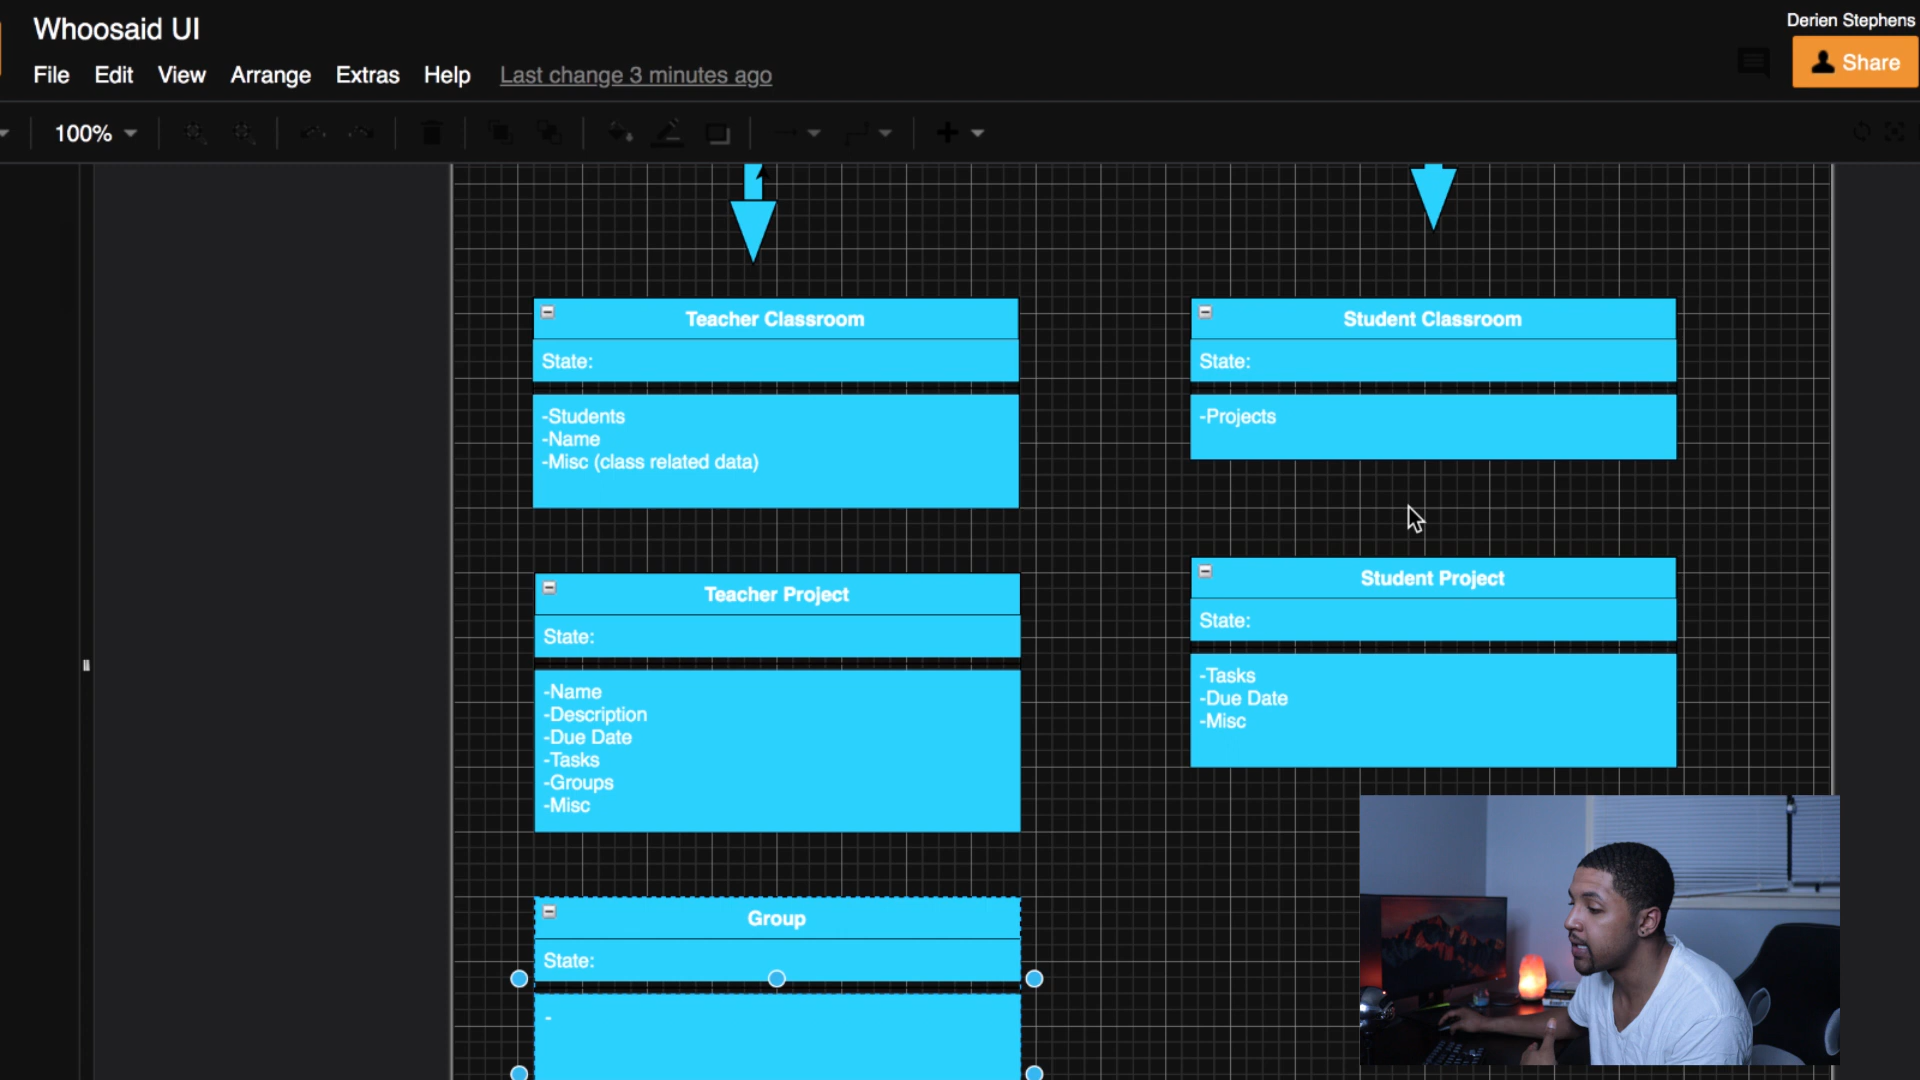 Whoosaid UI
Derien Stephens
File Edit View Arrange Extras Help Last change 3 minutes ago
Share
100%
Teacher Classroom
State:
-Students
-Name
-Misc (class related data)
Student Classroom
State:
-Projects
Teacher Project
State:
-Name
-Description
-Due Date
-Tasks
-Groups
-Misc
Student Project
State:
-Tasks
-Due Date
-Misc
Group
State:
-